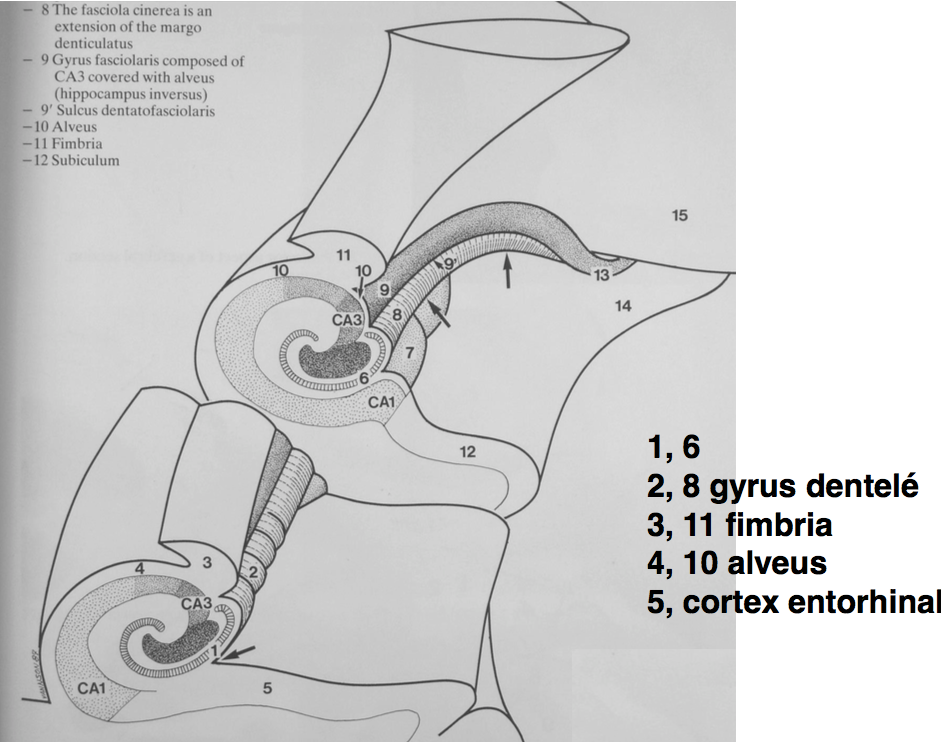 – 8 The fasciola cinerea is an
extension of the margo
denticulatus
– 9 Gyrus fasciolaris composed of
CA3 covered with alveus
(hippocampus inversus)
– 9′ Sulcus dentatofasciolaris
–10 Alveus
–11 Fimbria
–12 Subiculum
15
11
10
10
9′
13
9
14
8
CA3
7
6
CA1
12
1, 6
2, 8 gyrus dentelé
3, 11 fimbria
4, 10 alveus
5, cortex entorhinal
4
3
2
CA3
1
CA1
5